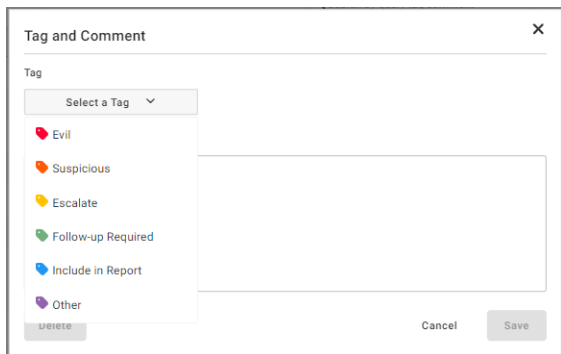 Tag and Comment
Tag
Select a Tag
Evil
Suspicious
Escalate
Follow-up Required
Include in Report
Other
Delete
Cancel
Save